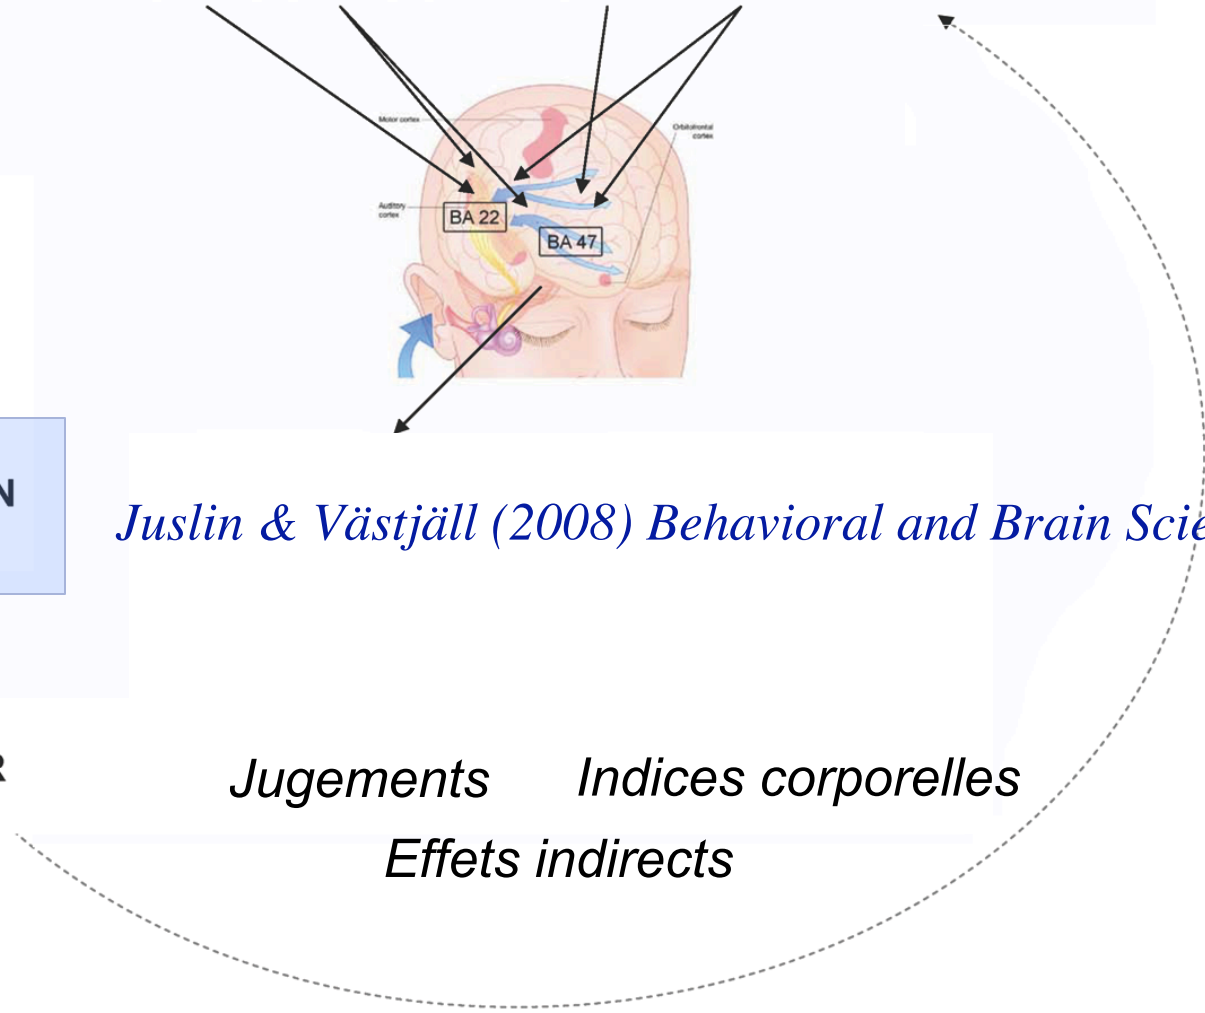 Motor cortex
Orbitofrontal
cortex
Auditory
cortex
BA 22
BA 47
N
Juslin & Västjäll (2008) Behavioral and Brain Scie
R
Jugements Indices corporelles
Effets indirects